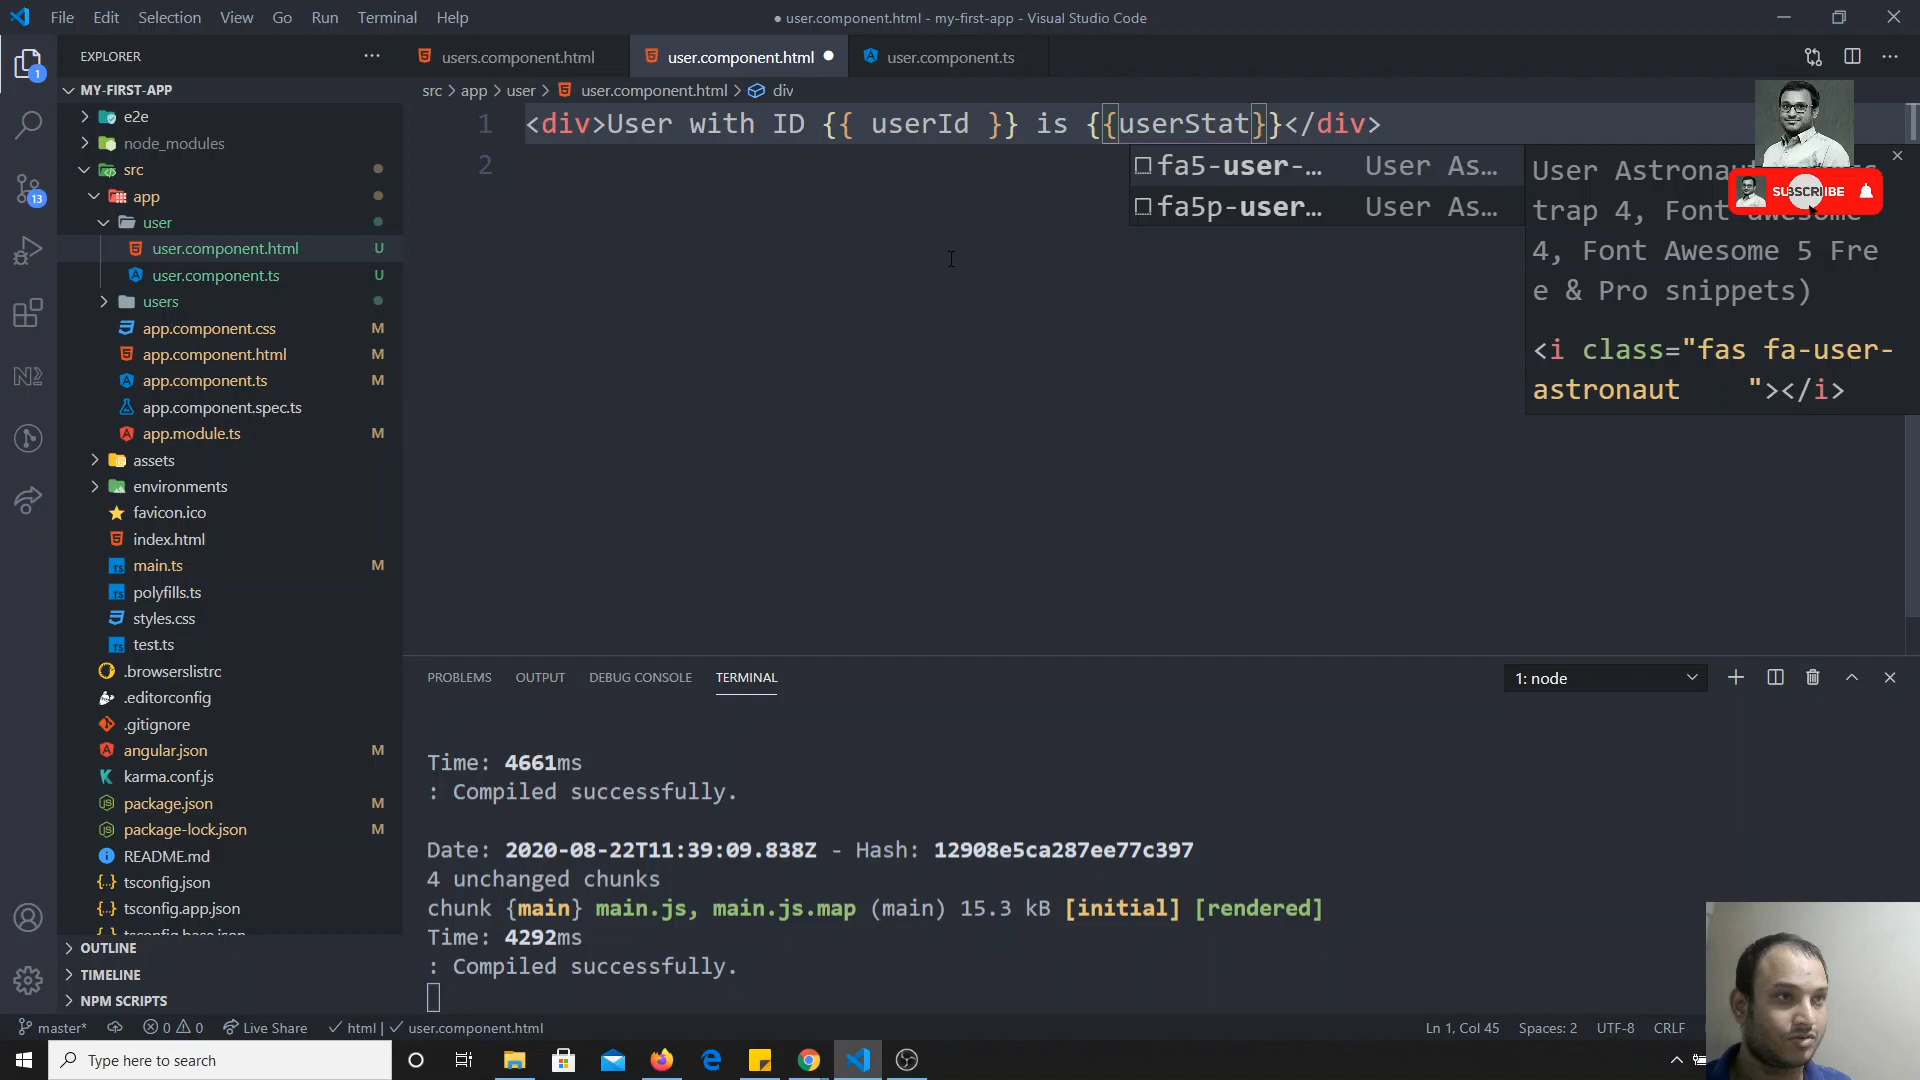 File Edit Selection View Go Run Terminal Help
● user.component.html - my-first-app - Visual Studio Code
EXPLORER
users.component.html
user.component.html
user.component.ts
1
MY-FIRST-APP
src > app > user > user.component.html > div
e2e
node_modules
src
app
user
user.component.html U
user.component.ts U
users
app.component.css M
app.component.html M
app.component.ts M
app.component.spec.ts
app.module.ts M
assets
environments
favicon.ico
index.html
main.ts M
polyfills.ts
styles.css
test.ts
.browserslistrc
.editorconfig
.gitignore
angular.json M
karma.conf.js
package.json M
package-lock.json M
README.md
tsconfig.json
tsconfig.app.json
tsconfig.base.json
OUTLINE
TIMELINE
NPM SCRIPTS
13
1 <div>User with ID {{ userId }} is {{userStat}}</div>
2
fa5-user-… User As…
fa5p-user… User As…
User Astronau
trap 4, Font awesome
4, Font Awesome 5 Fre
e & Pro snippets)
<i class="fas fa-user-
astronaut "></i>
SUBSCRIBE
PROBLEMS OUTPUT DEBUG CONSOLE TERMINAL
1: node
Time: 4661ms
: Compiled successfully.
Date: 2020-08-22T11:39:09.838Z - Hash: 12908e5ca287ee77c397
4 unchanged chunks
chunk {main} main.js, main.js.map (main) 15.3 kB [initial] [rendered]
Time: 4292ms
: Compiled successfully.
master* 0 0 Live Share html | user.component.html
Ln 1, Col 45 Spaces: 2 UTF-8 CRLF
Type here to search